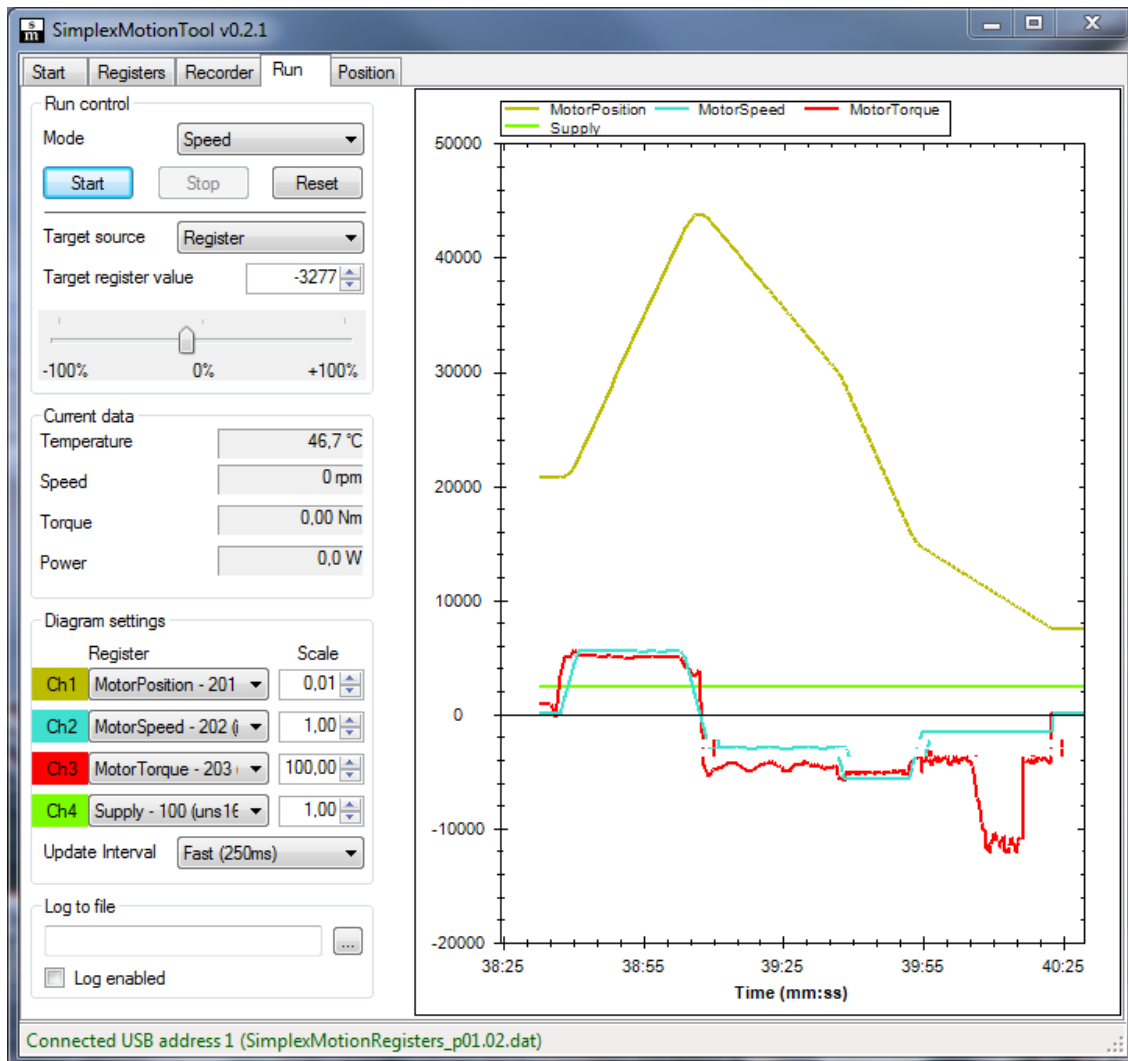 s
m
SimplexMotionTool v0.2.1
Start Registers Recorder Run Position
Run control
Mode Speed
Start Stop Reset
Target source Register
Target register value -3277
-100% 0% +100%
Current data
Temperature 46,7 °C
Speed 0 rpm
Torque 0,00 Nm
Power 0,0 W
Diagram settings
Register Scale
Ch1 MotorPosition - 201 0,01
Ch2 MotorSpeed - 202 (i 1,00
Ch3 MotorTorque - 203 100,00
Ch4 Supply - 100 (uns16 1,00
Update Interval Fast (250ms)
Log to file
...
Log enabled
MotorPosition MotorSpeed MotorTorque
Supply
50000
40000
30000
20000
10000
0
-10000
-20000
38:25 38:55 39:25 39:55 40:25
Time (mm:ss)
Connected USB address 1 (SimplexMotionRegisters_p01.02.dat)